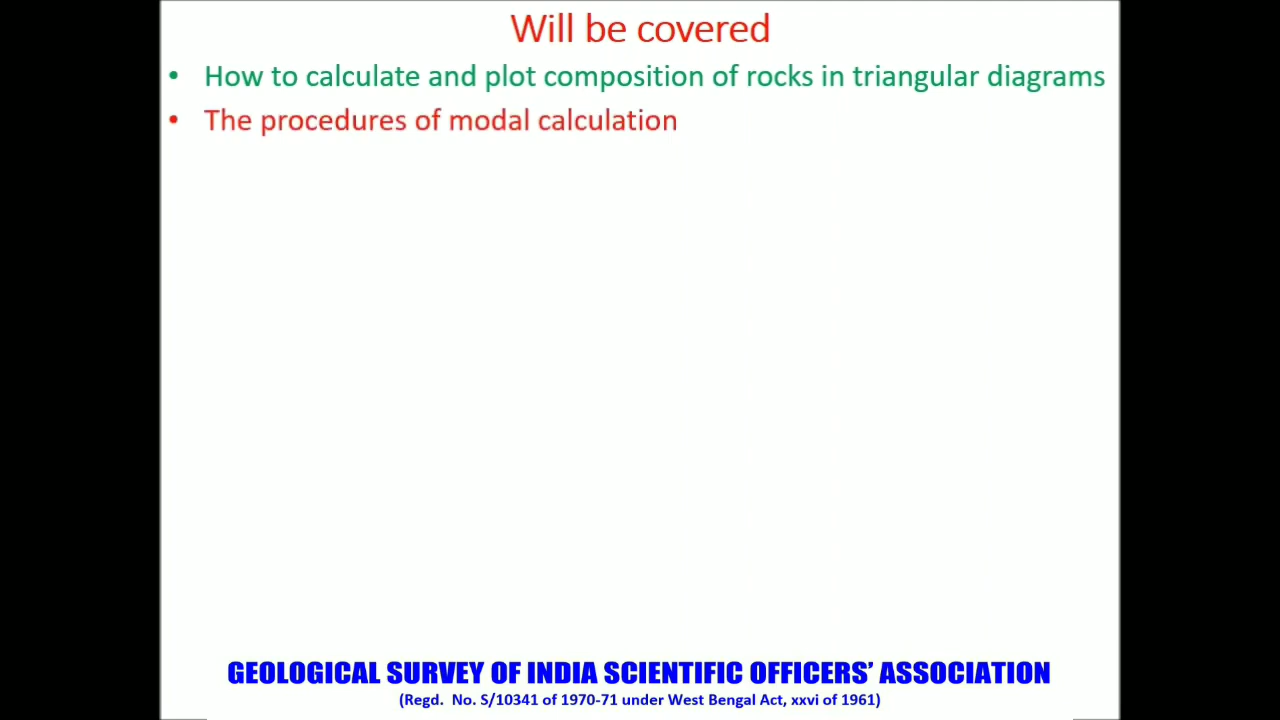 Will be covered
• How to calculate and plot composition of rocks in triangular diagrams
• The procedures of modal calculation
GEOLOGICAL SURVEY OF INDIA SCIENTIFIC OFFICERS’ ASSOCIATION
(Regd. No. S/10341 of 1970-71 under West Bengal Act, xxvi of 1961)